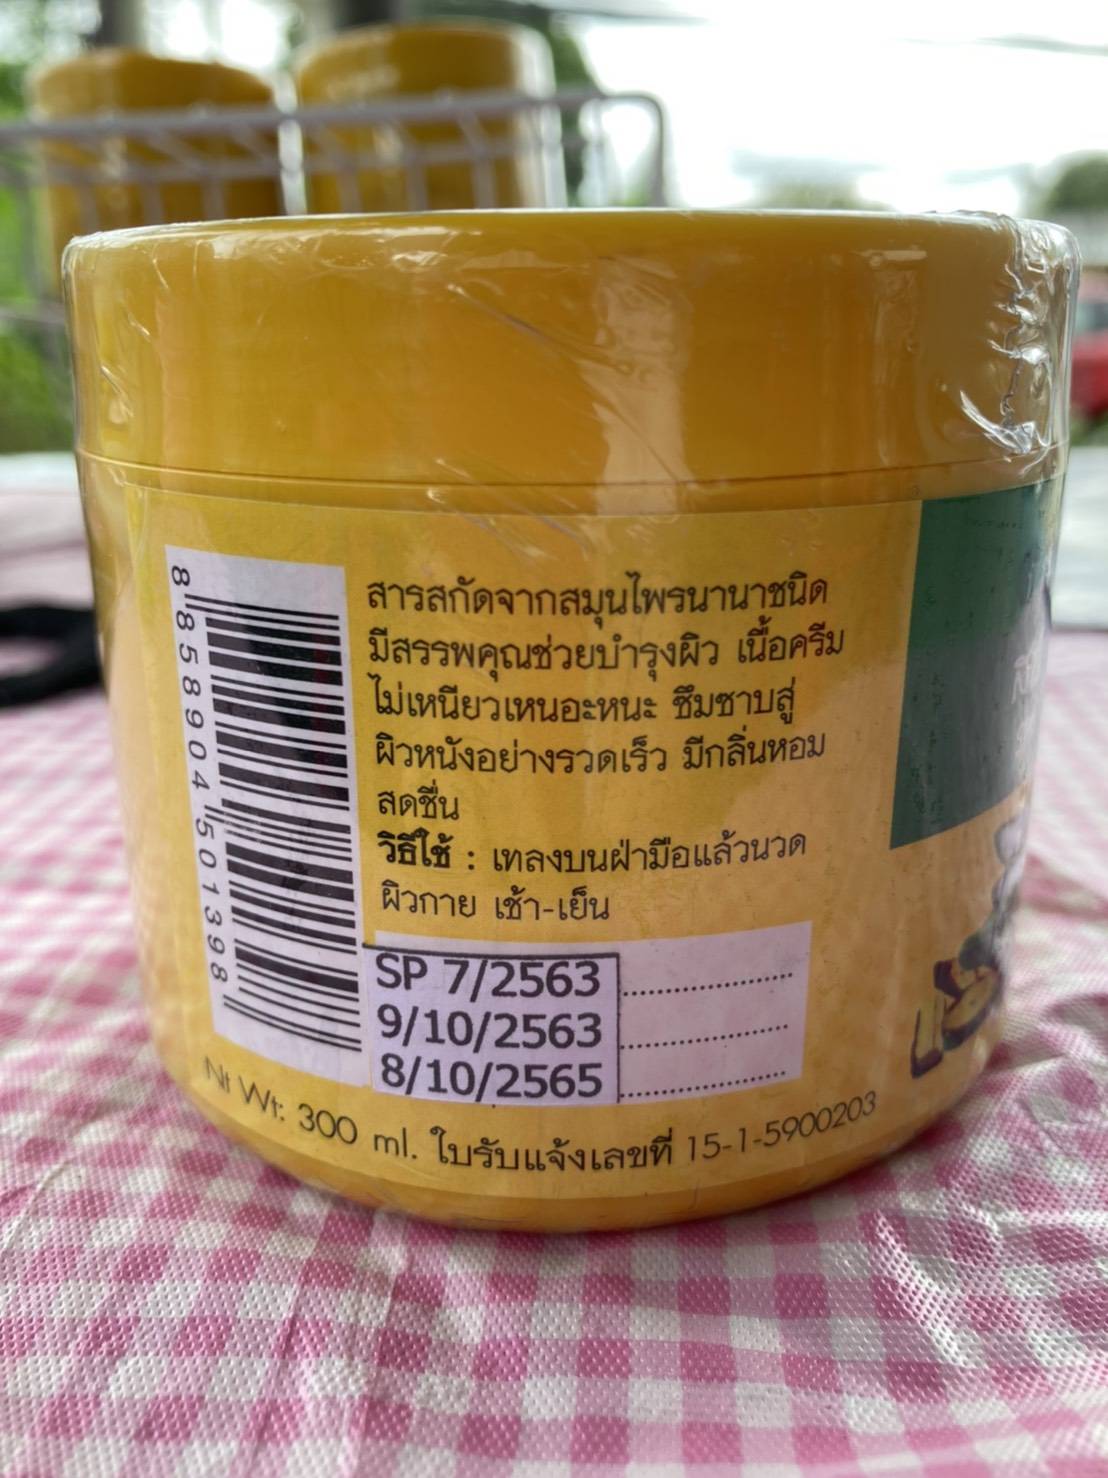 8 858904 501398
สารสกัดจากสมุนไพรนานาชนิด
มีสรรพคุณช่วยบำรุงผิว เนื้อครีม
ไม่เหนียวเหนอะหนะ ซึมซาบสู่
ผิวหนังอย่างรวดเร็ว มีกลิ่นหอม
สดชื่น
วิธีใช้ : เทลงบนฝ่ามือแล้วนวด
ผิวกาย เช้า-เย็น
SP 7/2563
9/10/2563
8/10/2565
Nt Wt: 300 ml. ใบรับแจ้งเลขที่ 15-1-5900203